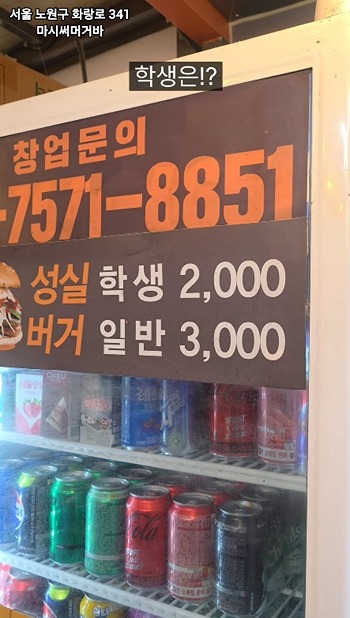 서울 노원구 화랑로 341
마시써머거바
학생은!?
창업문의
-7571-8851
성실 학생 2,000
버거 일반 3,000